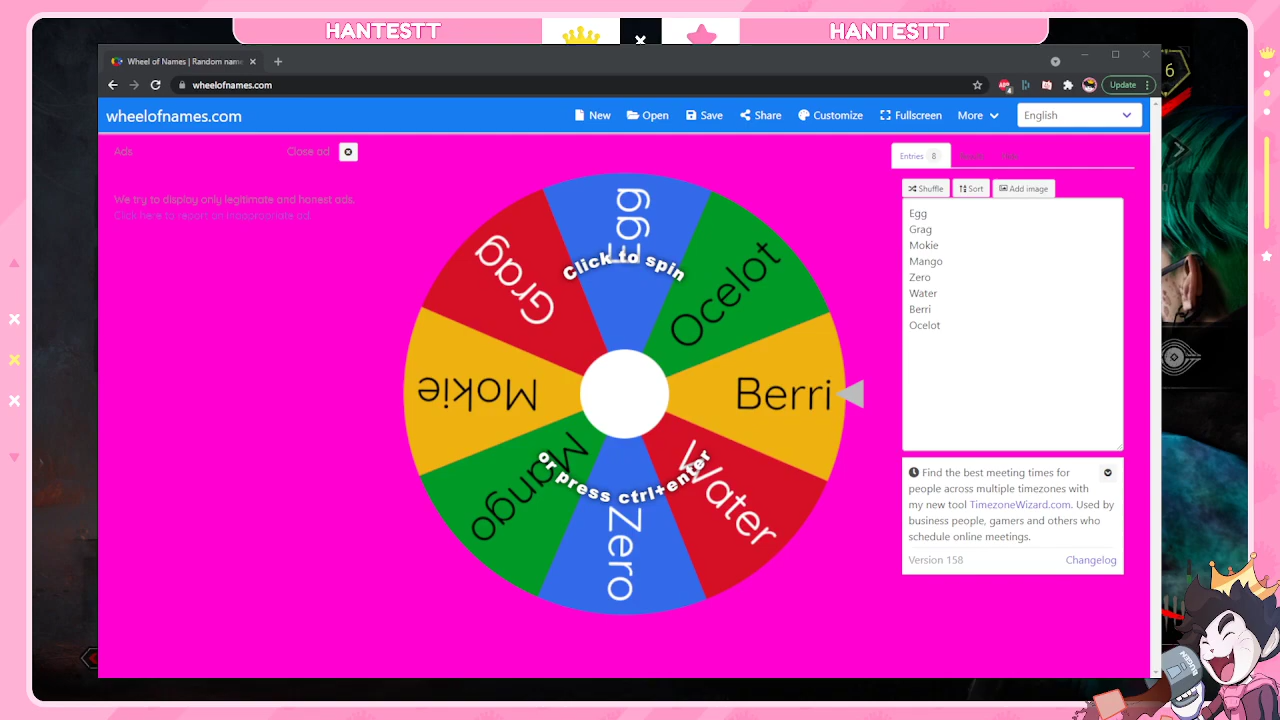 HANTESTT
HANTESTT
Wheel of Names | Random name
wheelofnames.com
Update
6
wheelofnames.com
New
Open
Save
Share
Customize
Fullscreen
More
English
Ads
Close ad
We try to display only legitimate and honest ads.
Click here to report an inappropriate ad.
Entries 8
Shuffle
Sort
Add image
Egg
Grag
Mokie
Mango
Zero
Water
Berri
Ocelot
Egg
Ocelot
Berri
Water
Zero
Mango
Mokie
Grag
Click to spin
or press ctrl+enter
Find the best meeting times for
people across multiple timezones with
my new tool TimezoneWizard.com. Used by
business people, gamers and others who
schedule online meetings.
Version 158
Changelog